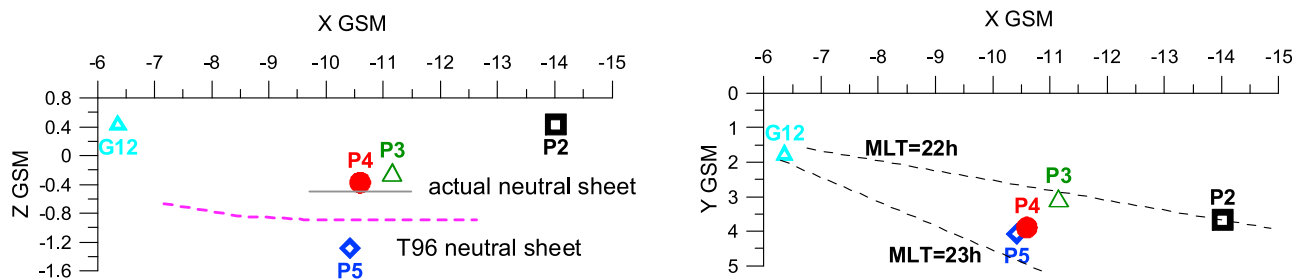 X GSM
-6 -7 -8 -9 -10 -11 -12 -13 -14 -15
0.8
0.4
0
-0.4
-0.8
-1.2
-1.6
Z GSM
G12
P4
P3
P2
actual neutral sheet
T96 neutral sheet
P5
X GSM
-6 -7 -8 -9 -10 -11 -12 -13 -14 -15
0
1
2
3
4
5
Y GSM
G12
MLT=22h
P3
P4
P2
P5
MLT=23h